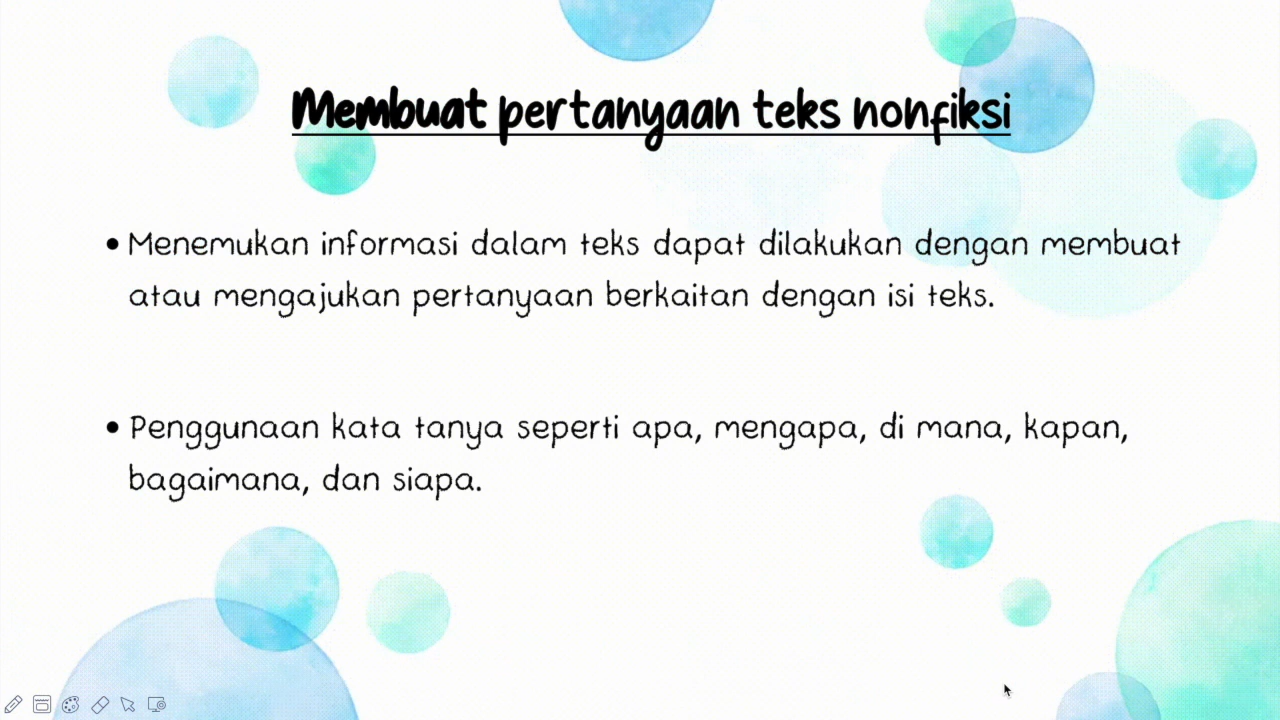 Membuat pertanyaan teks nonfiksi
• Menemukan informasi dalam teks dapat dilakukan dengan membuat
atau mengajukan pertanyaan berkaitan dengan isi teks.
• Penggunaan kata tanya seperti apa, mengapa, di mana, kapan,
bagaimana, dan siapa.